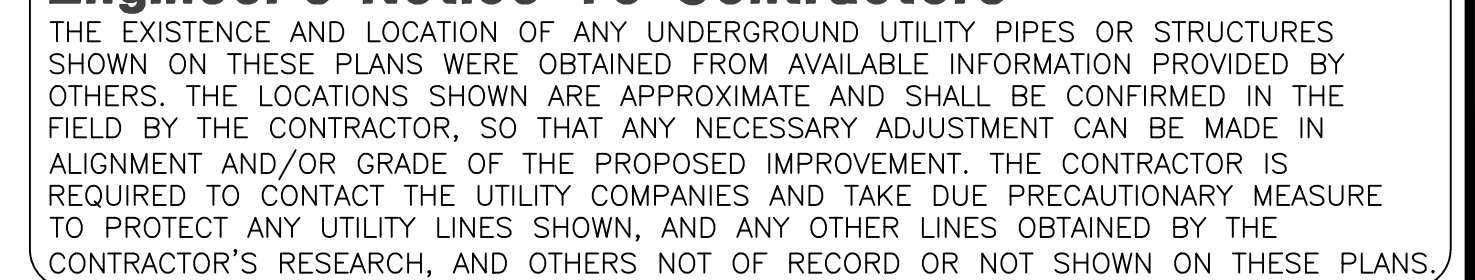 Engineer's Notice To Contractors
THE EXISTENCE AND LOCATION OF ANY UNDERGROUND UTILITY PIPES OR STRUCTURES
SHOWN ON THESE PLANS WERE OBTAINED FROM AVAILABLE INFORMATION PROVIDED BY
OTHERS. THE LOCATIONS SHOWN ARE APPROXIMATE AND SHALL BE CONFIRMED IN THE
FIELD BY THE CONTRACTOR, SO THAT ANY NECESSARY ADJUSTMENT CAN BE MADE IN
ALIGNMENT AND/OR GRADE OF THE PROPOSED IMPROVEMENT. THE CONTRACTOR IS
REQUIRED TO CONTACT THE UTILITY COMPANIES AND TAKE DUE PRECAUTIONARY MEASURE
TO PROTECT ANY UTILITY LINES SHOWN, AND ANY OTHER LINES OBTAINED BY THE
CONTRACTOR'S RESEARCH, AND OTHERS NOT OF RECORD OR NOT SHOWN ON THESE PLANS.